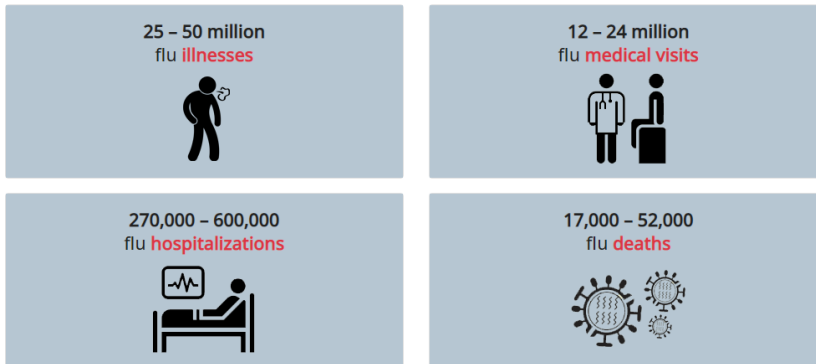 25 – 50 million
flu illnesses
12 – 24 million
flu medical visits
270,000 – 600,000
flu hospitalizations
17,000 – 52,000
flu deaths